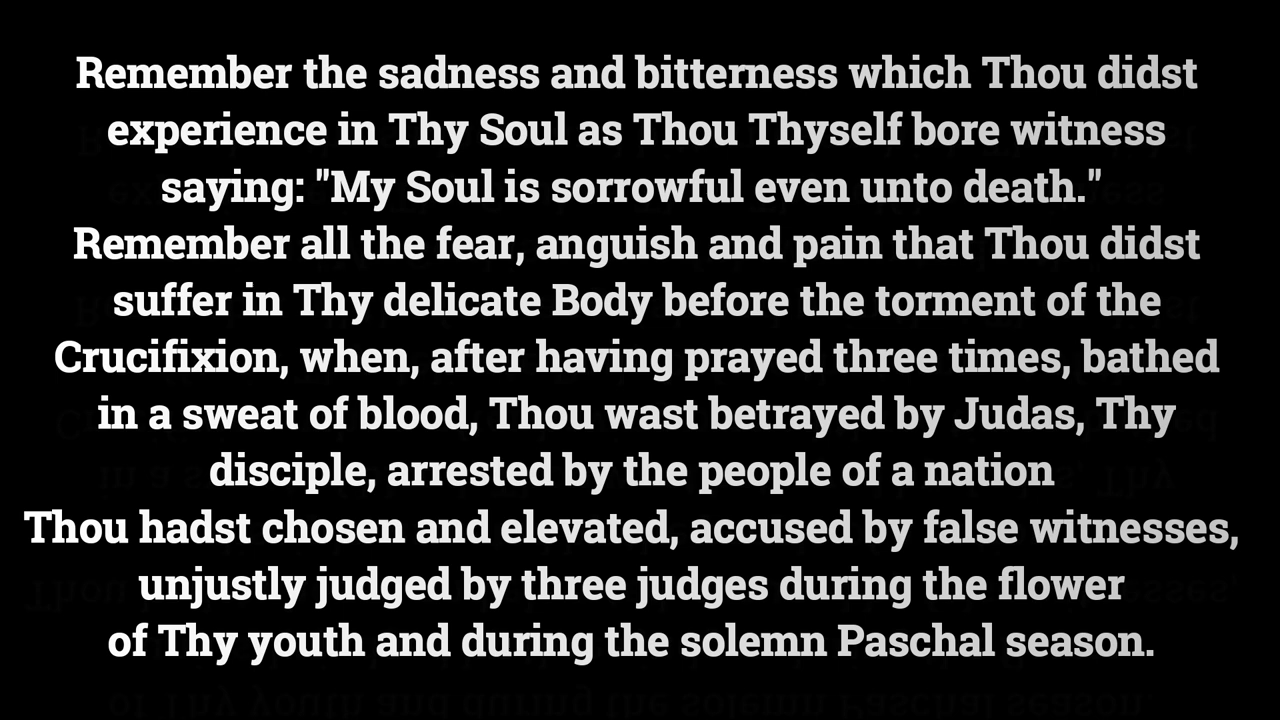 Remember the sadness and bitterness which Thou didst
experience in Thy Soul as Thou Thyself bore witness
saying: "My Soul is sorrowful even unto death."
Remember all the fear, anguish and pain that Thou didst
suffer in Thy delicate Body before the torment of the
Crucifixion, when, after having prayed three times, bathed
in a sweat of blood, Thou wast betrayed by Judas, Thy
disciple, arrested by the people of a nation
Thou hadst chosen and elevated, accused by false witnesses,
unjustly judged by three judges during the flower
of Thy youth and during the solemn Paschal season.